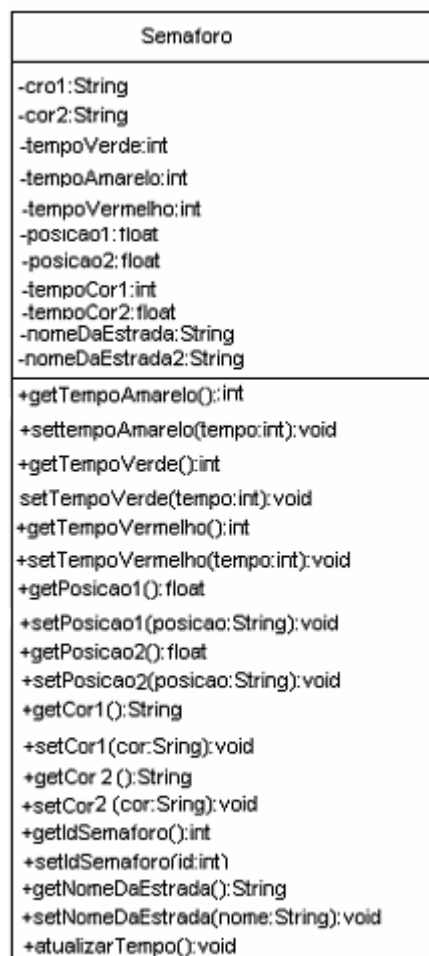 Semaforo
-cro1:String
-cor2:String
-tempoVerde:int
-tempoAmarelo:int
-tempoVermelho:int
-posicao1:float
-posicao2:float
-tempoCor1:int
-tempoCor2:float
-nomeDaEstrada:String
-nomeDaEstrada2:String
+getTempoAmarelo():int
+settempoAmarelo(tempo:int):void
+getTempoVerde():int
setTempoVerde(tempo:int):void
+getTempoVermelho():int
+setTempoVermelho(tempo:int):void
+getPosicao1():float
+setPosicao1(posicao:String):void
+getPosicao2():float
+setPosicao2(posicao:String):void
+getCor1():String
+setCor1(cor:Sring):void
+getCor 2 ():String
+setCor2 (cor:Sring):void
+getIdSemaforo():int
+setIdSemaforo(id:int)
+getNomeDaEstrada():String
+setNomeDaEstrada(nome:String):void
+atualizarTempo():void